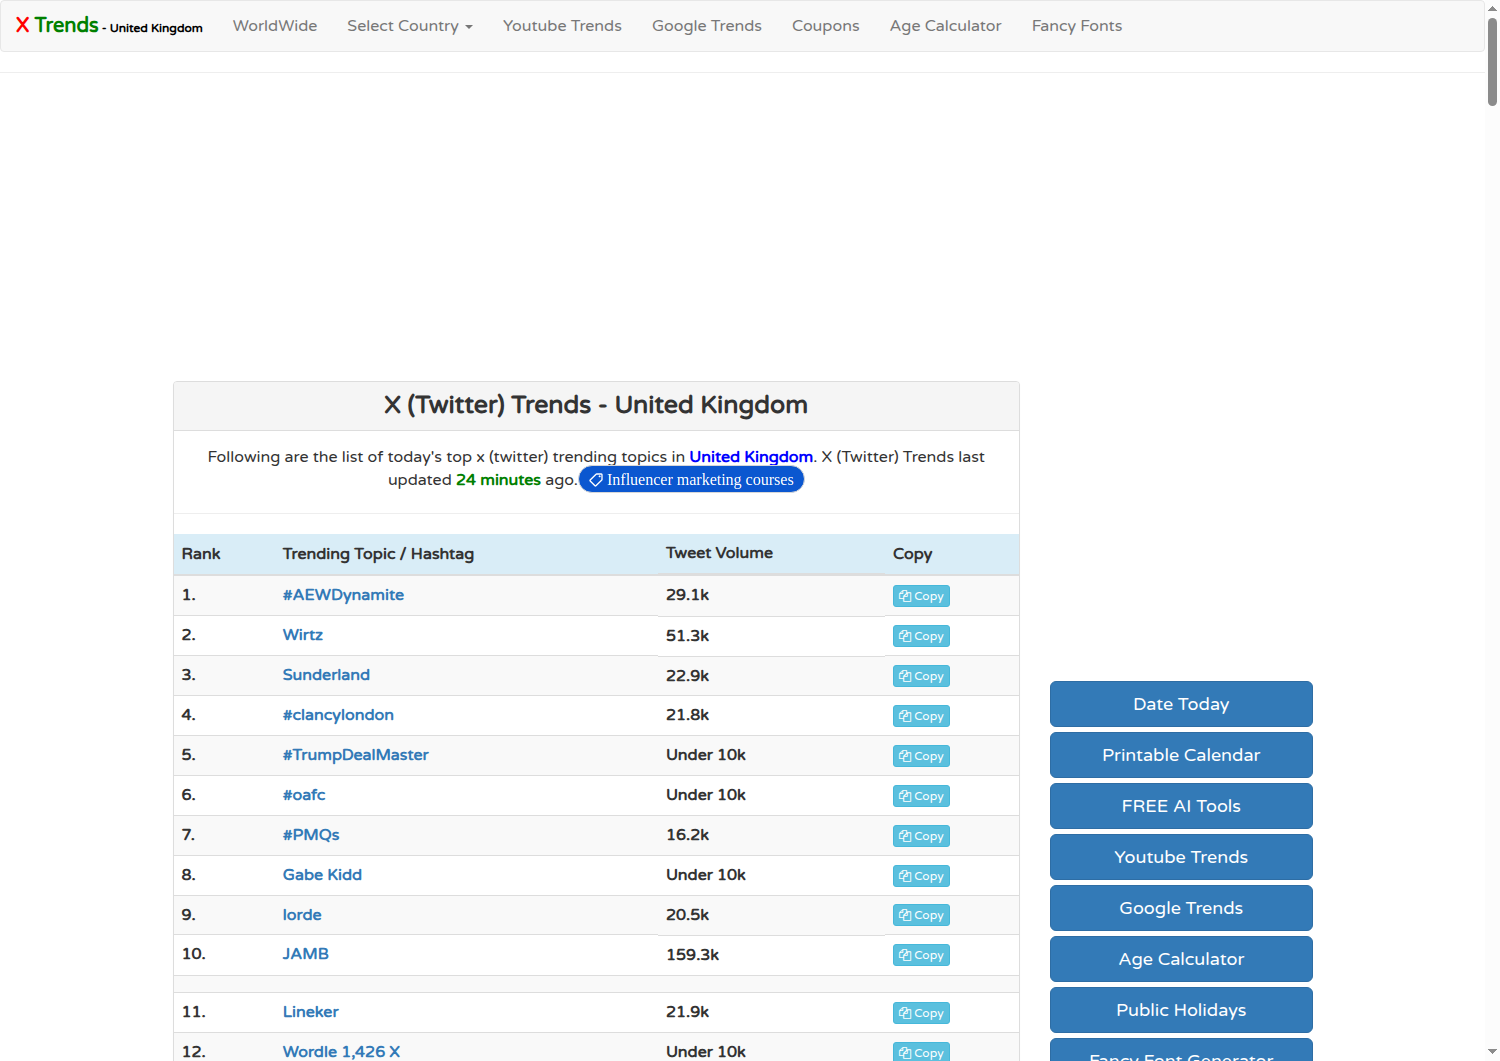 X Trends - United Kingdom WorldWide Select Country Youtube Trends Google Trends Coupons Age Calculator Fancy Fonts
X (Twitter) Trends - United Kingdom
Following are the list of today's top x (twitter) trending topics in United Kingdom. X (Twitter) Trends last
updated 24 minutes ago. Influencer marketing courses
Rank Trending Topic / Hashtag Tweet Volume Copy
1. #AEWDynamite 29.1k Copy
2. Wirtz 51.3k Copy
3. Sunderland 22.9k Copy
4. #clancylondon 21.8k Copy
5. #TrumpDealMaster Under 10k Copy
6. #oafc Under 10k Copy
7. #PMQs 16.2k Copy
8. Gabe Kidd Under 10k Copy
9. lorde 20.5k Copy
10. JAMB 159.3k Copy
11. Lineker 21.9k Copy
12. Wordle 1,426 X Under 10k Copy
Date Today
Printable Calendar
FREE AI Tools
Youtube Trends
Google Trends
Age Calculator
Public Holidays
Fancy Font Generator